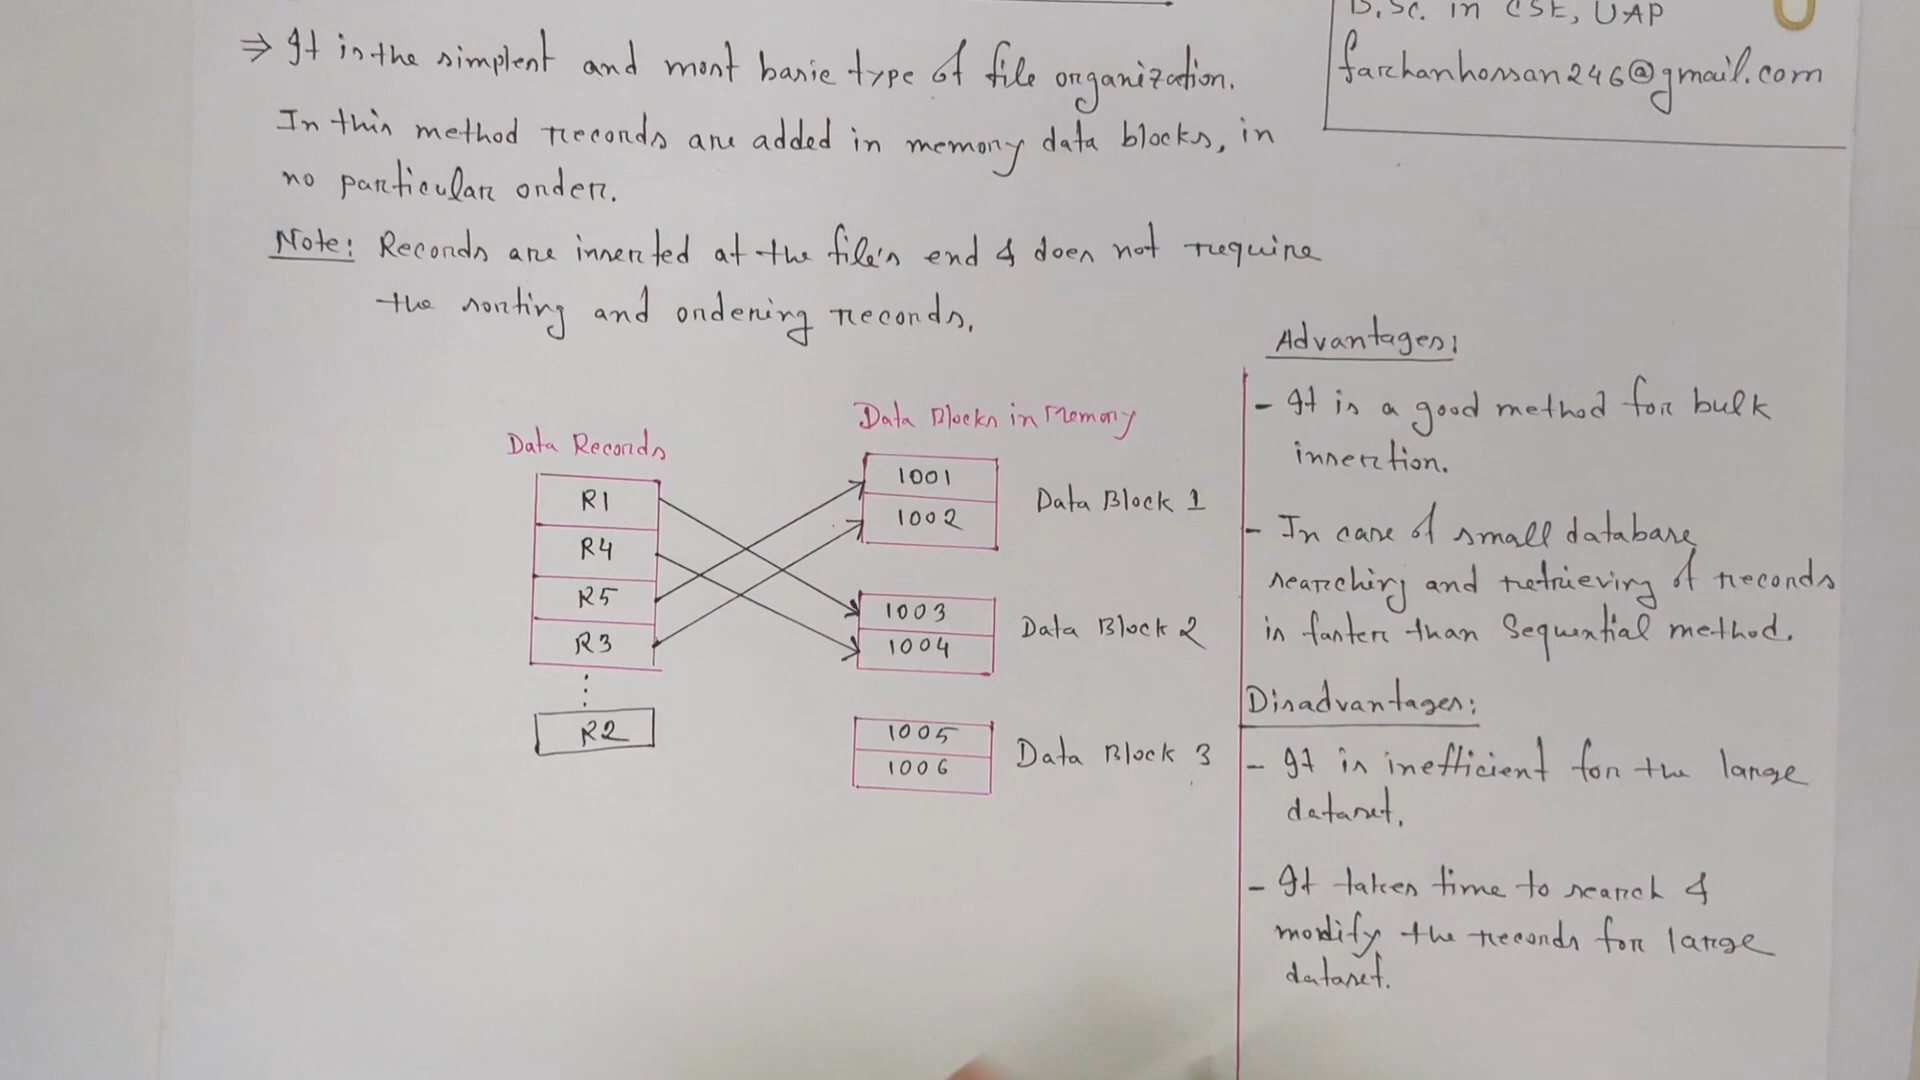 B.Sc. in CSE, UAP
farhanhossan246@gmail.com
⇒ It is the simplest and most basic type of file organization.
In this method records are added in memory data blocks, in
no particular order.
Note: Records are inserted at the file's end & does not require
the sorting and ordering records.
Data Records
R1
R4
R5
R3
⋮
R2
Data Blocks in Memory
1001
1002
Data Block 1
1003
1004
Data Block 2
1005
1006
Data Block 3
Advantages:
- It is a good method for bulk
insertion.
- In case of small database,
searching and retrieving of records
is faster than Sequential method.
Disadvantages:
- It is inefficient for the large
dataset.
- It takes time to search &
modify the records for large
dataset.